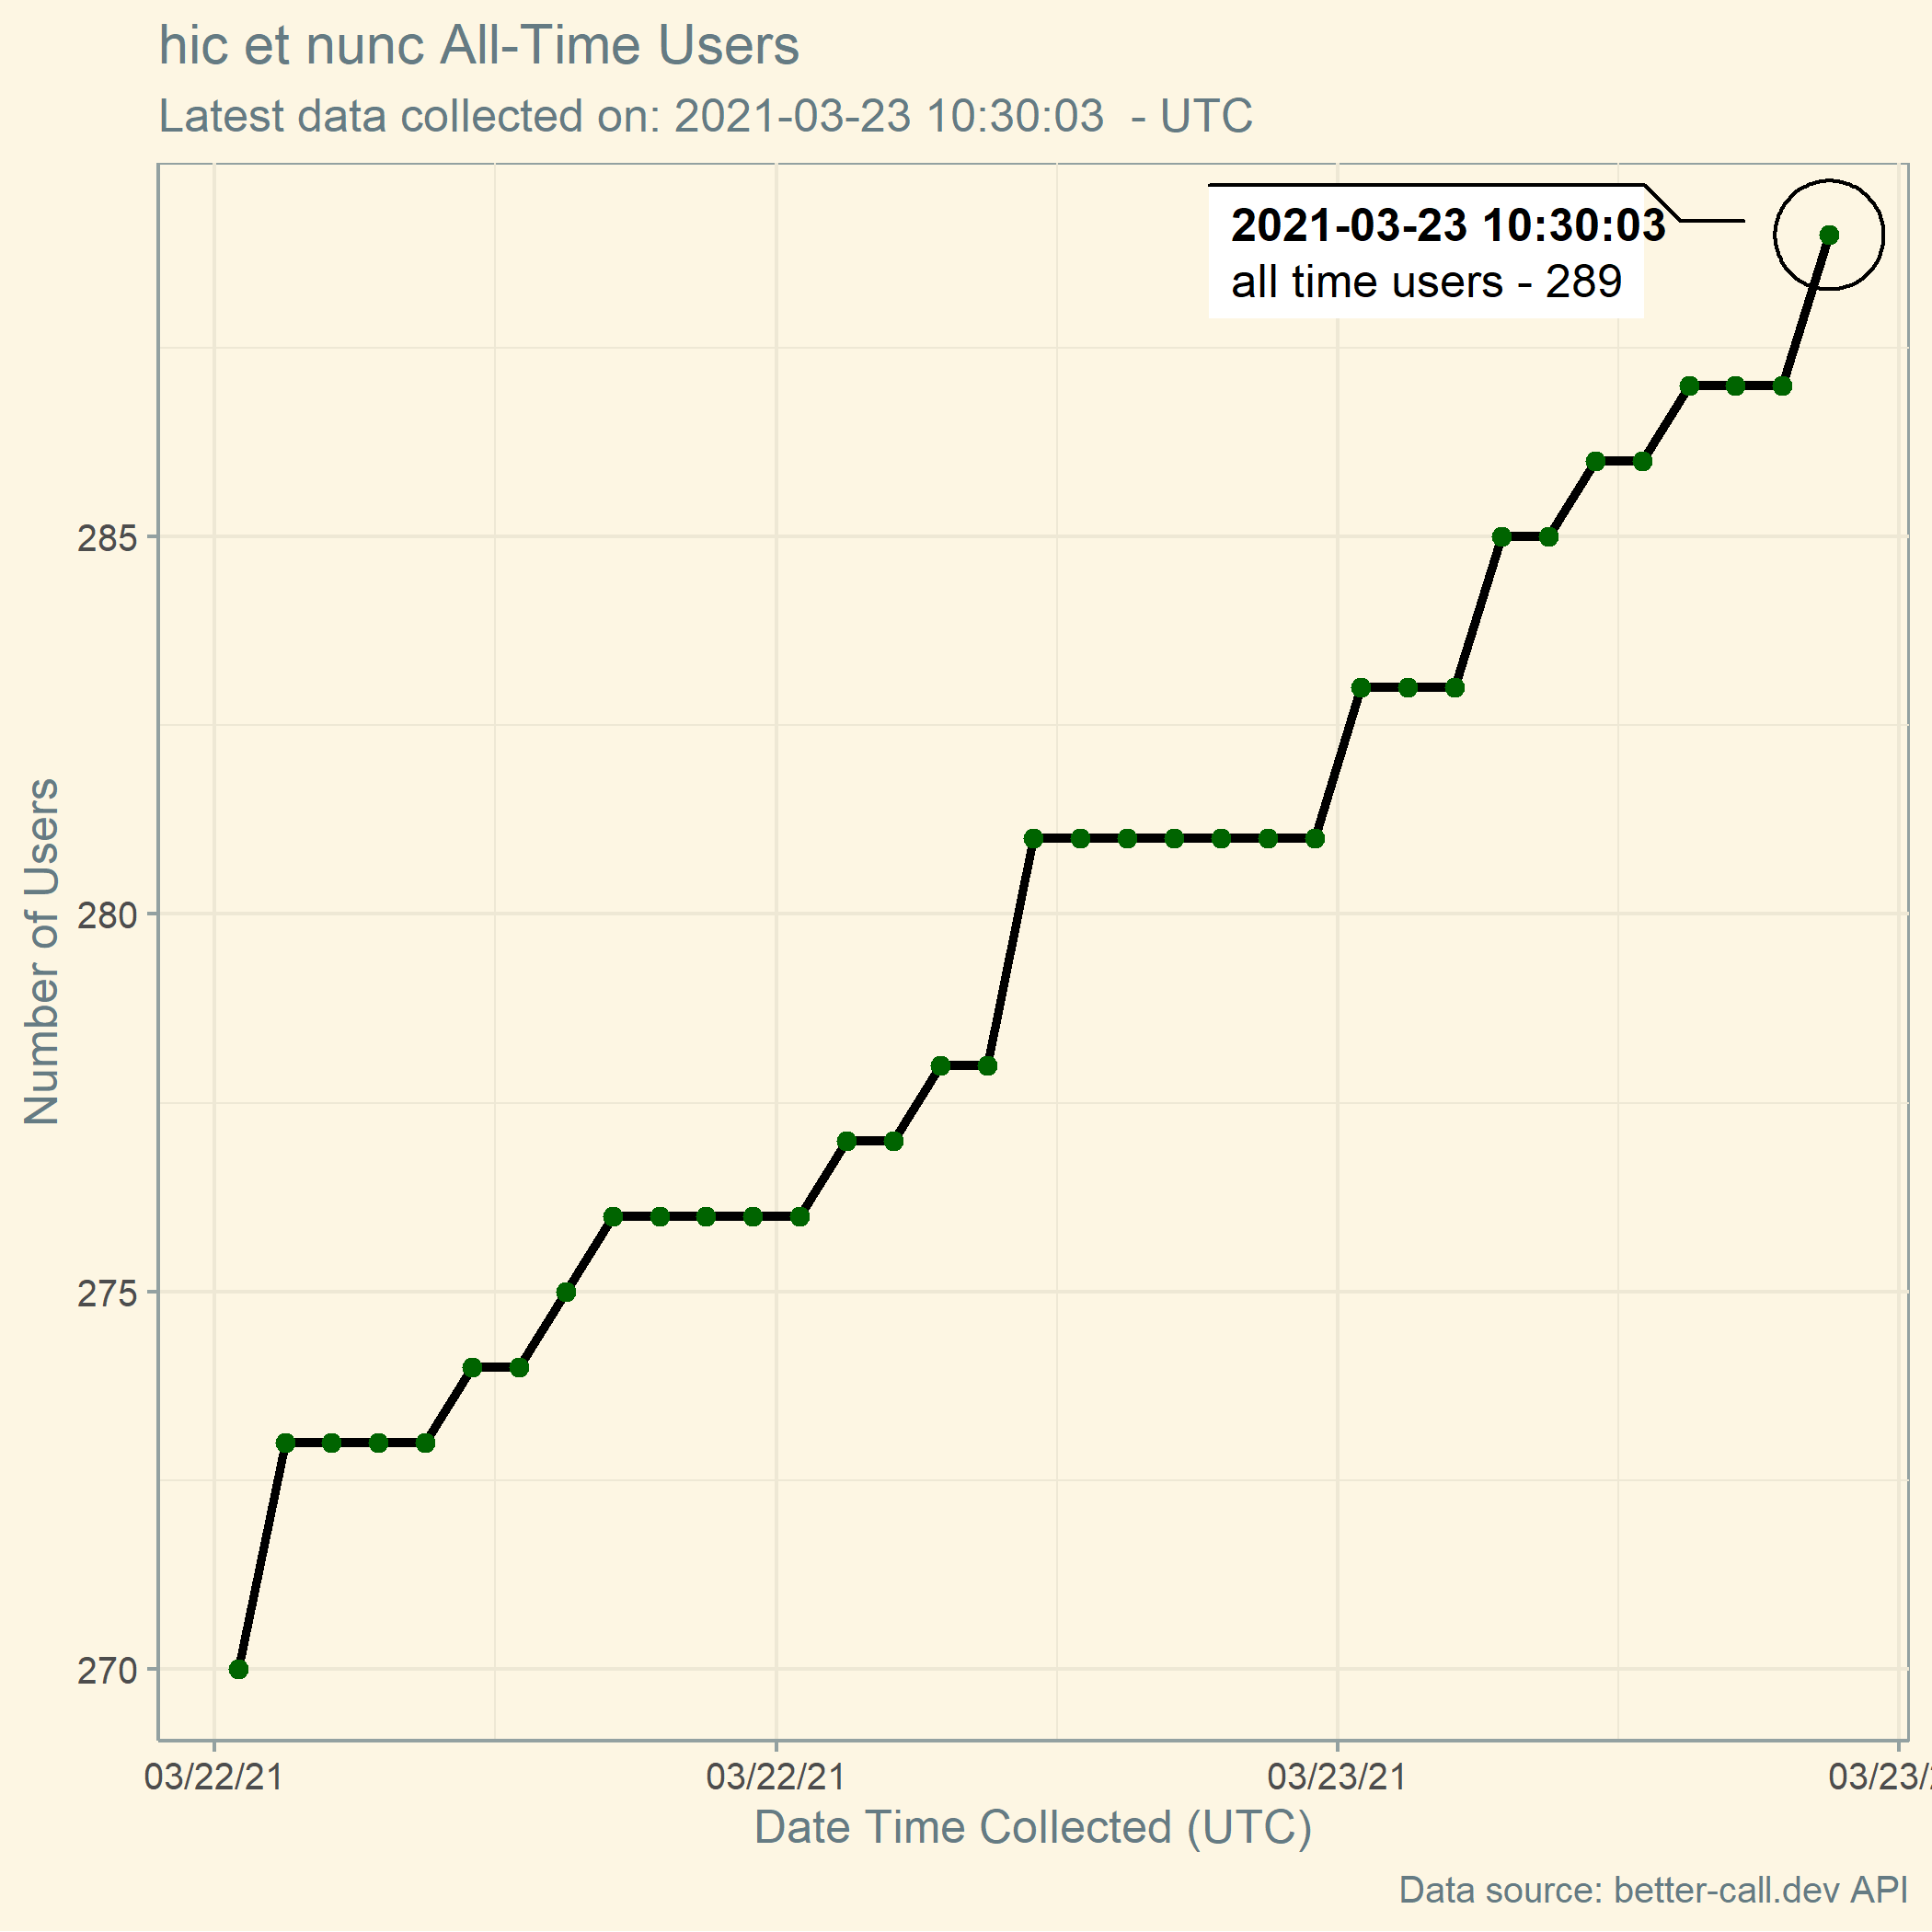 hic et nunc All-Time Users
Latest data collected on: 2021-03-23 10:30:03  - UTC
2021-03-23 10:30:03
all time users - 289
Number of Users
285
280
275
270
03/22/21
03/22/21
03/23/21
03/23/
Date Time Collected (UTC)
Data source: better-call.dev API